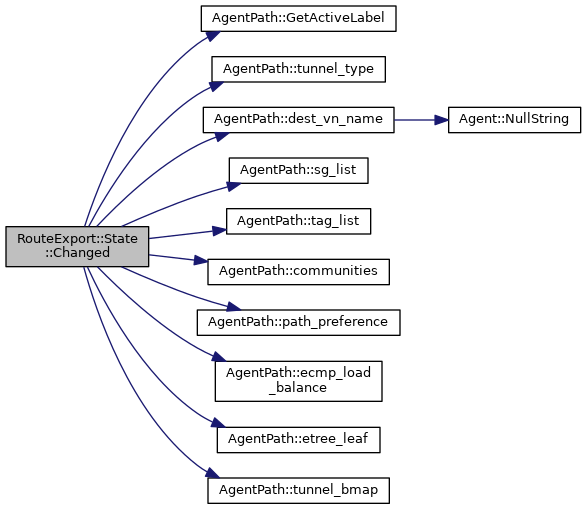 AgentPath::GetActiveLabel
AgentPath::tunnel_type
AgentPath::dest_vn_name
Agent::NullString
AgentPath::sg_list
AgentPath::tag_list
RouteExport::State
::Changed
AgentPath::communities
AgentPath::path_preference
AgentPath::ecmp_load
_balance
AgentPath::etree_leaf
AgentPath::tunnel_bmap